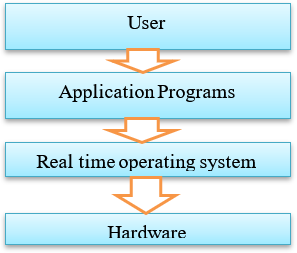 User
Application Programs
Real time operating system
Hardware